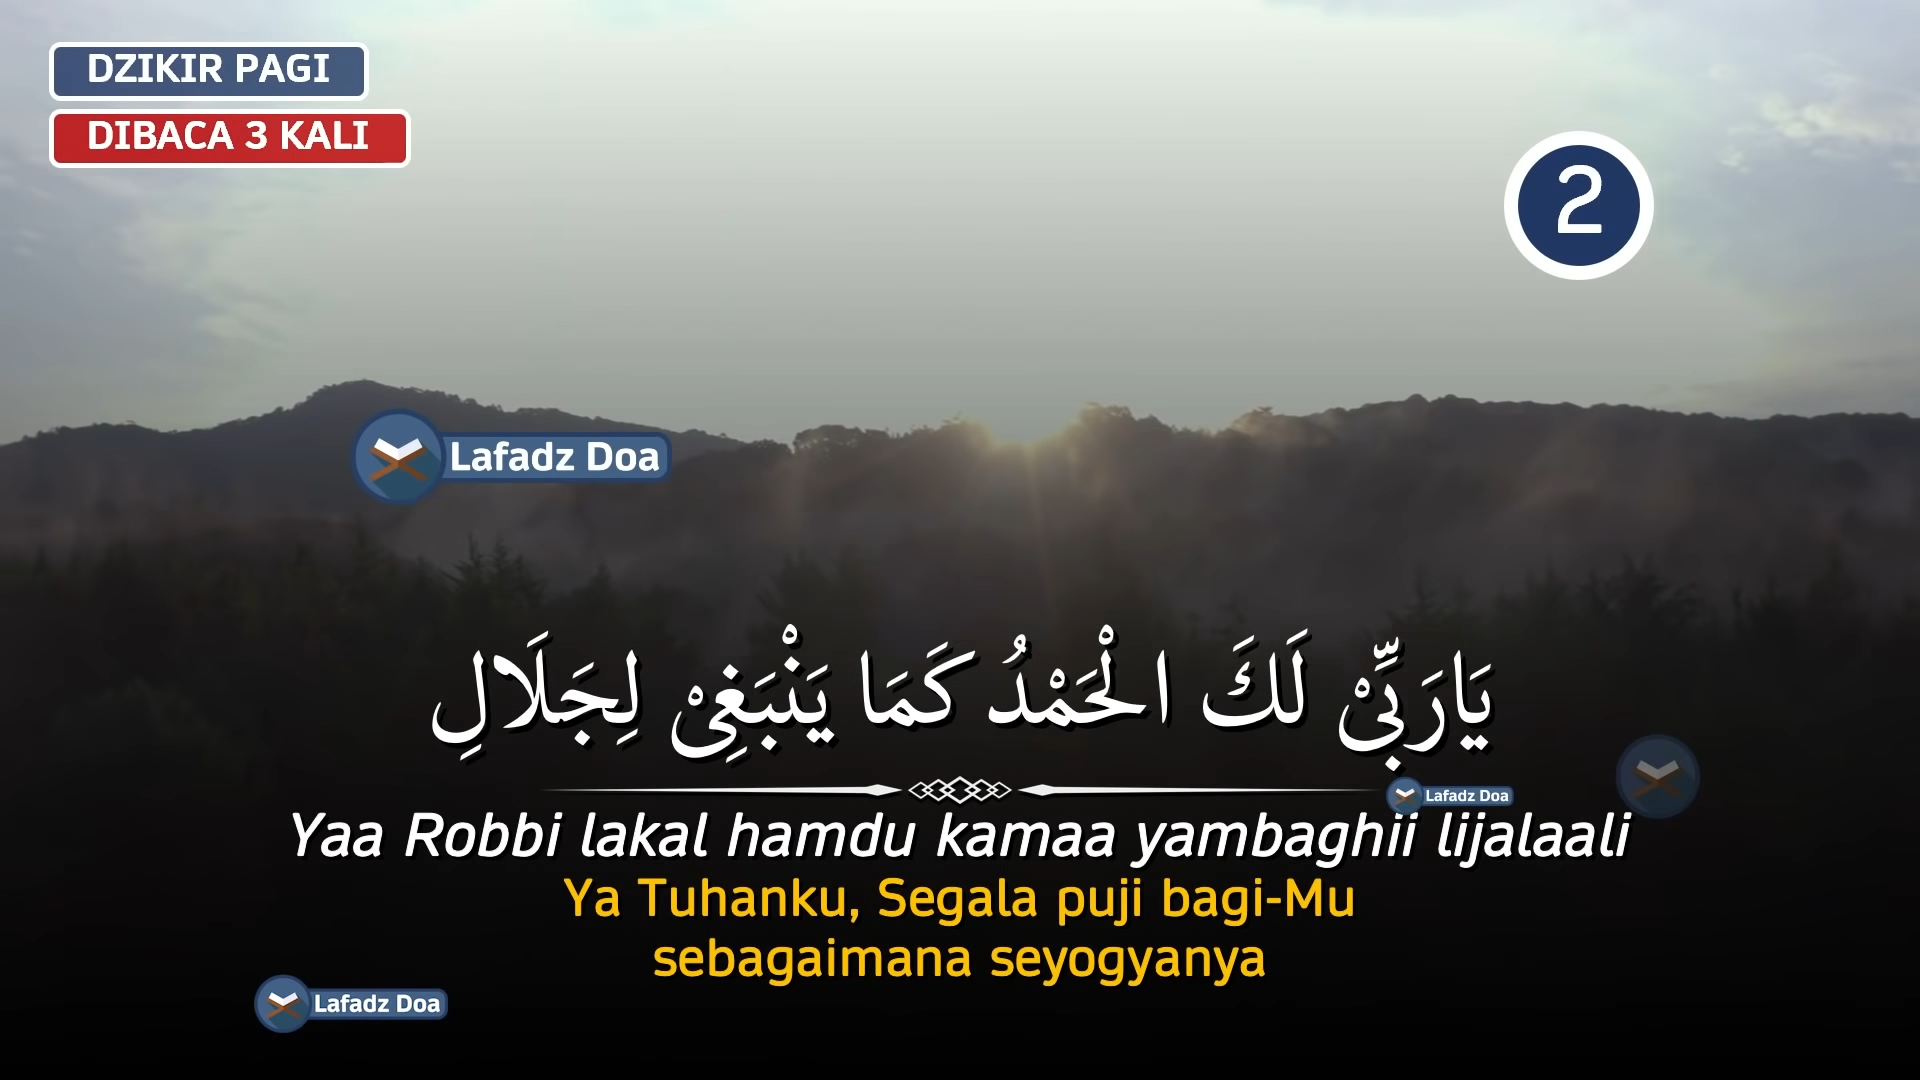 DZIKIR PAGI
DIBACA 3 KALI
2
Lafadz Doa
يَارَبِّيْ لَكَ الْحَمْدُ كَمَا يَنْبَغِيْ لِجَلَالِ
Lafadz Doa
Yaa Robbi lakal hamdu kamaa yambaghii lijalaali
Ya Tuhanku, Segala puji bagi-Mu
sebagaimana seyogyanya
Lafadz Doa